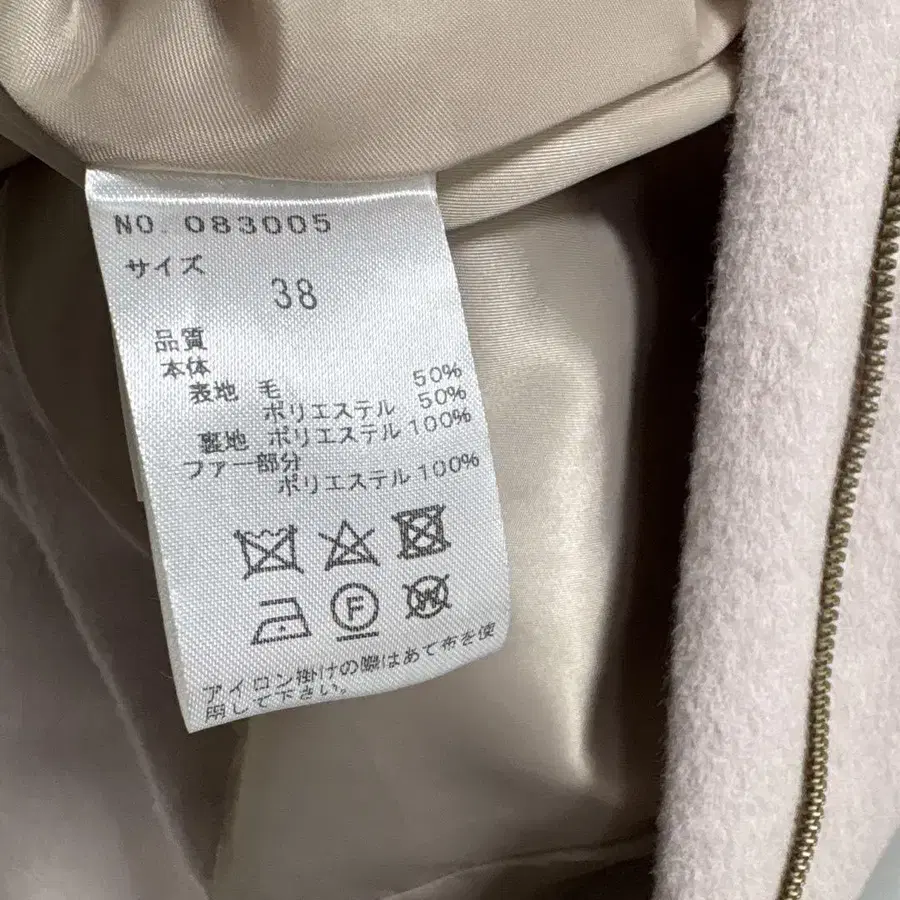 NO. 083005
サイズ
38
品質
本体
表地 毛 50%
ポリエステル 50%
裏地 ポリエステル 100%
ファー部分
ポリエステル 100%
F
W
アイロン掛けの際はあて布を使
用して下さい。